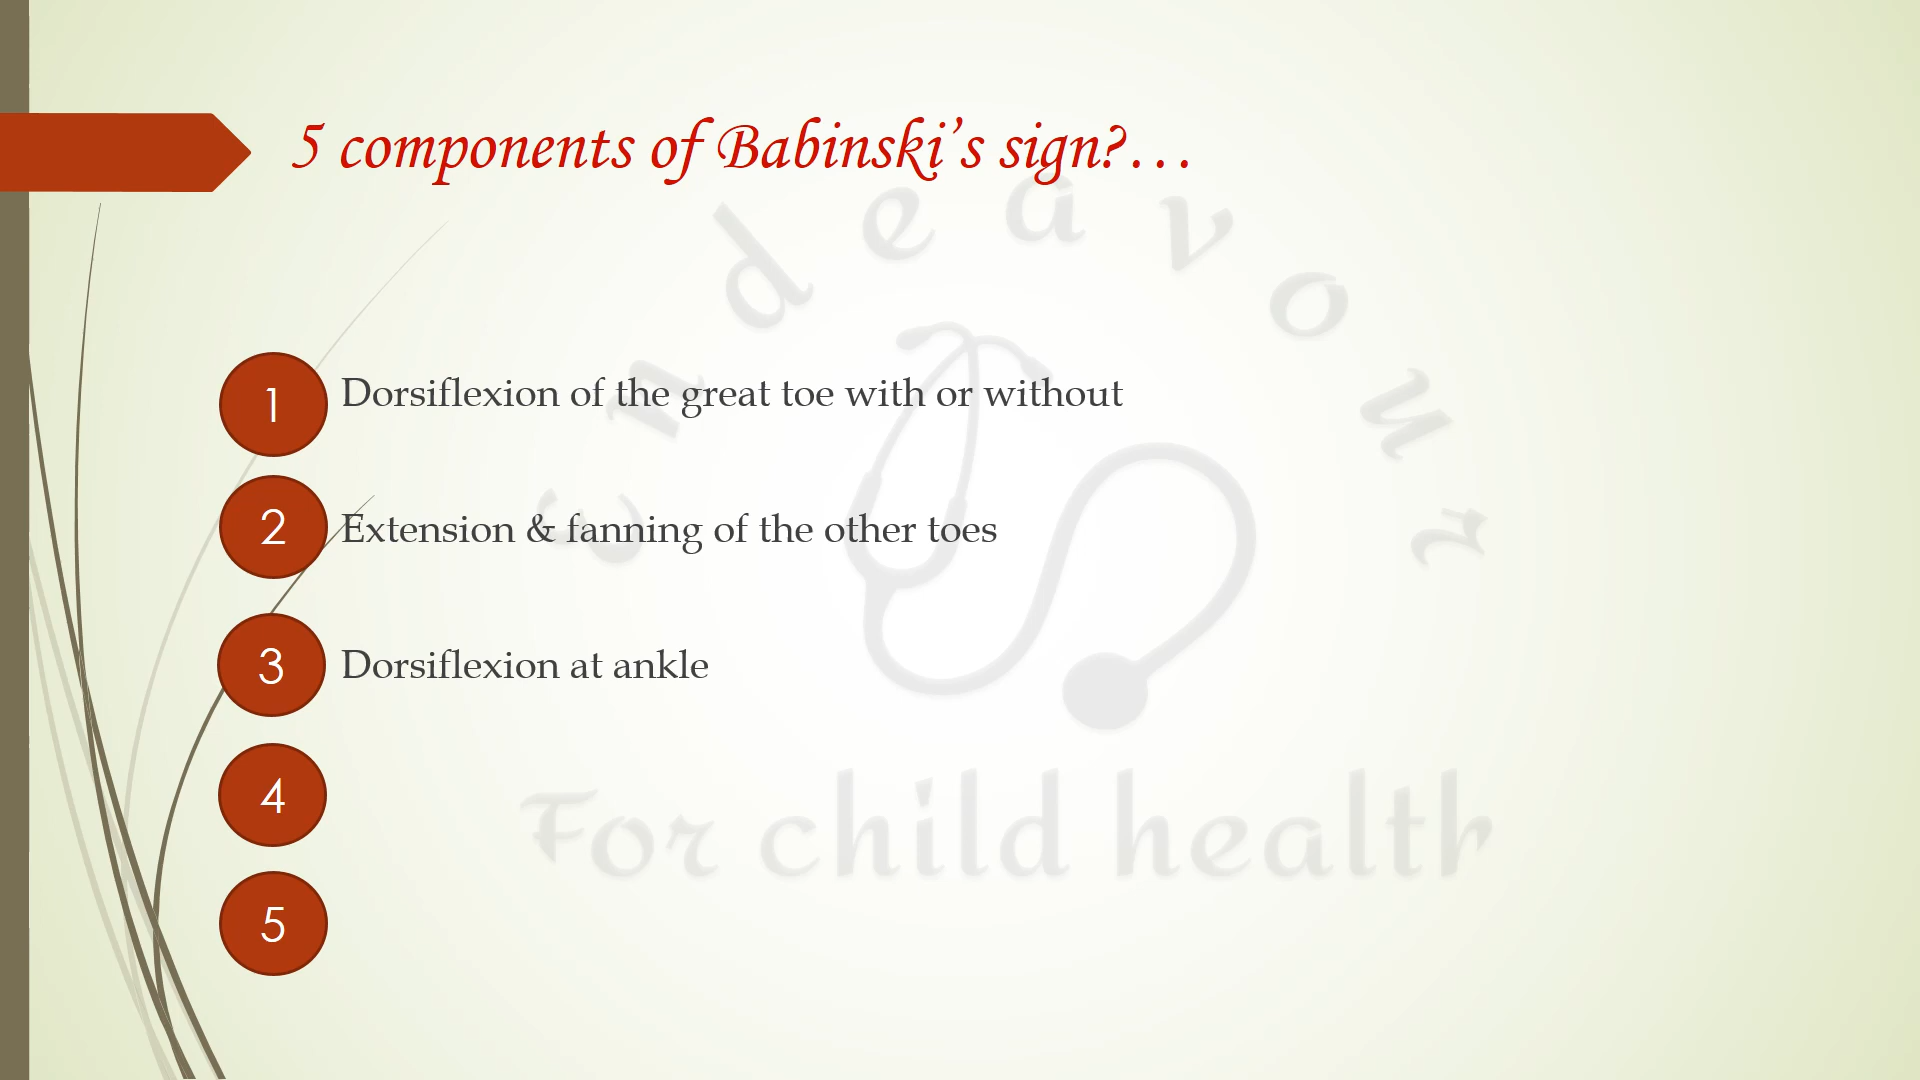 5 components of Babinski’s sign?...
Endeavour
1 Dorsiflexion of the great toe with or without
2 Extension & fanning of the other toes
3 Dorsiflexion at ankle
4
For child health
5